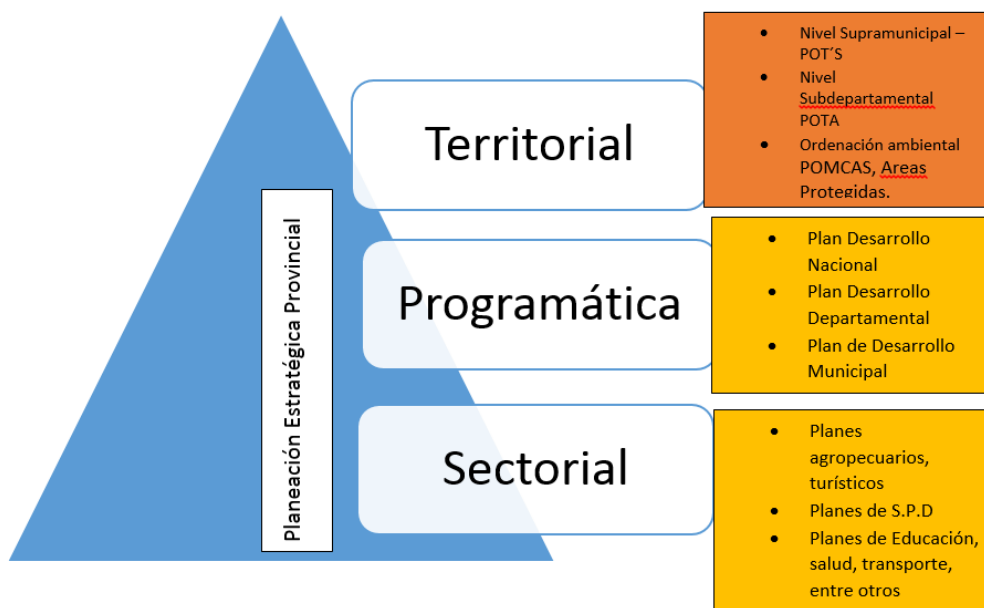 Planeación Estratégica Provincial
Territorial
• Nivel Supramunicipal –
POT´S
• Nivel
Subdepartamental
POTA
• Ordenación ambiental
POMCAS, Areas
Protegidas.
Programática
• Plan Desarrollo
Nacional
• Plan Desarrollo
Departamental
• Plan de Desarrollo
Municipal
Sectorial
• Planes
agropecuarios,
turísticos
• Planes de S.P.D
• Planes de Educación,
salud, transporte,
entre otros